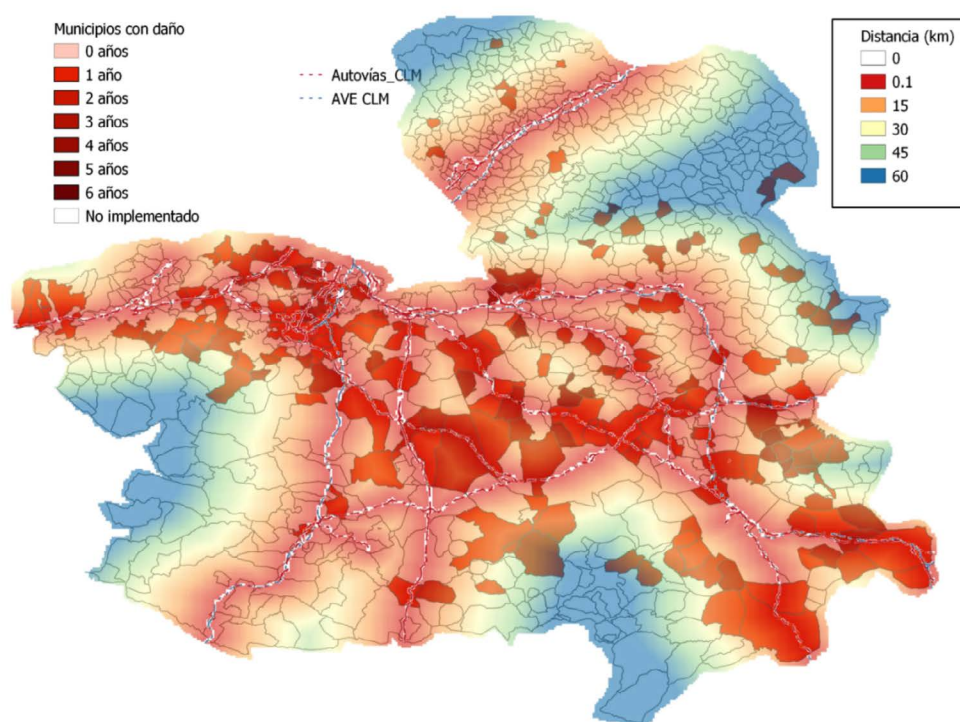 Municipios con daño
0 años
1 año
2 años
3 años
4 años
5 años
6 años
No implementado
Autovías_CLM
AVE CLM
Distancia (km)
0
0.1
15
30
45
60